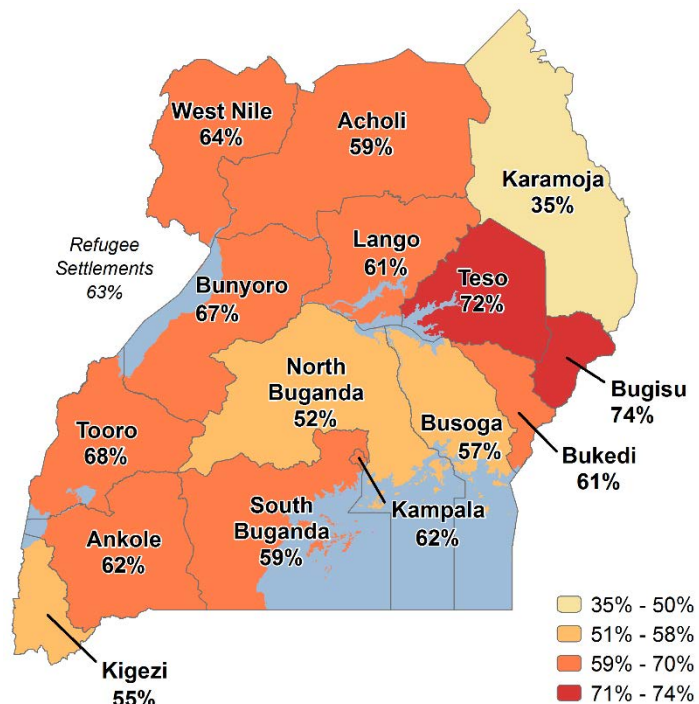 West Nile
64%
Acholi
59%
Karamoja
35%
Refugee
Settlements
63%
Lango
61%
Bunyoro
67%
Teso
72%
North
Buganda
52%
Bugisu
74%
Busoga
57%
Tooro
68%
Bukedi
61%
South
Buganda
59%
Kampala
62%
Ankole
62%
Kigezi
55%
35% - 50%
51% - 58%
59% - 70%
71% - 74%